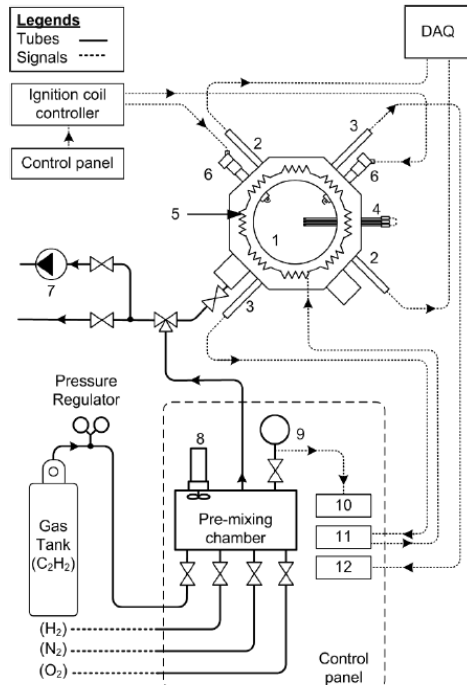 Legends
Tubes
Signals
DAQ
Ignition coil
controller
Control panel
2
3
6
6
5
4
1
2
3
7
Pressure
Regulator
8
9
Gas
Tank
(C₂H₂)
Pre-mixing
chamber
10
11
12
(H₂)
(N₂)
(O₂)
Control
panel